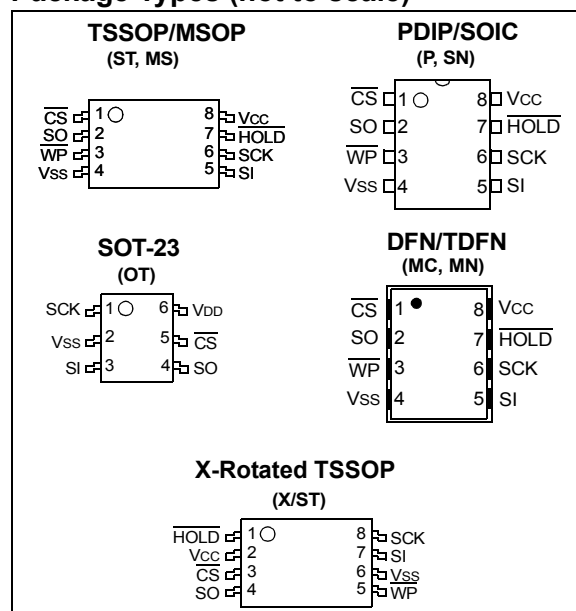 Package Types (not to scale)
TSSOP/MSOP
(ST, MS)
CS 1 8 Vcc
SO 2 7 HOLD
WP 3 6 SCK
Vss 4 5 SI
PDIP/SOIC
(P, SN)
CS 1 8 Vcc
SO 2 7 HOLD
WP 3 6 SCK
Vss 4 5 SI
SOT-23
(OT)
SCK 1 6 VDD
Vss 2 5 CS
SI 3 4 SO
DFN/TDFN
(MC, MN)
CS 1 8 Vcc
SO 2 7 HOLD
WP 3 6 SCK
Vss 4 5 SI
X-Rotated TSSOP
(X/ST)
HOLD 1 8 SCK
Vcc 2 7 SI
CS 3 6 Vss
SO 4 5 WP